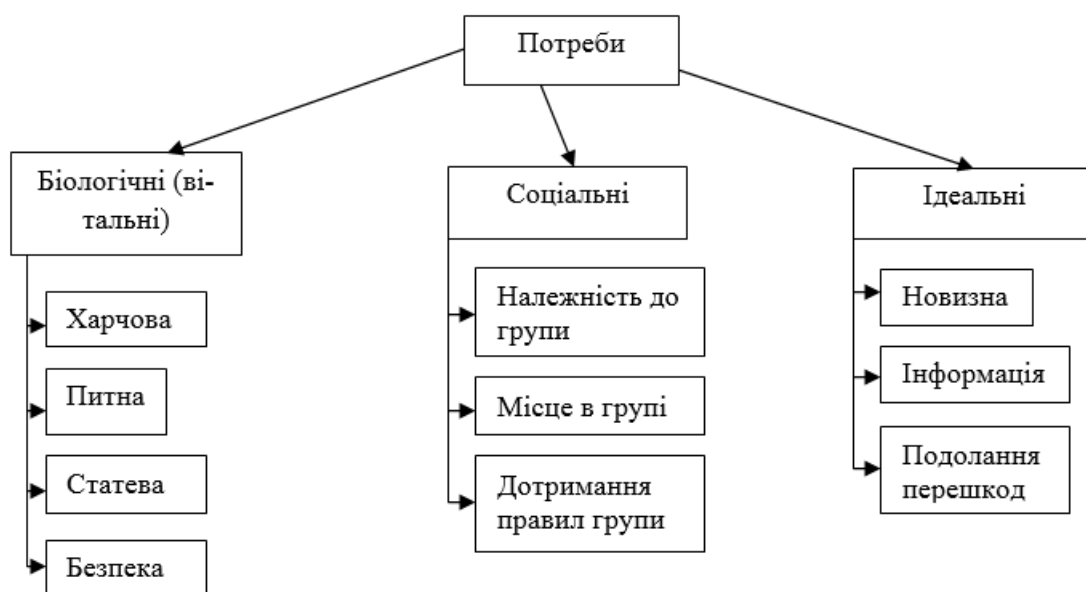 Потреби
Біологічні (ві-
тальні)
Харчова
Питна
Статева
Безпека
Соціальні
Належність до
групи
Місце в групі
Дотримання
правил групи
Ідеальні
Новизна
Інформація
Подолання
перешкод